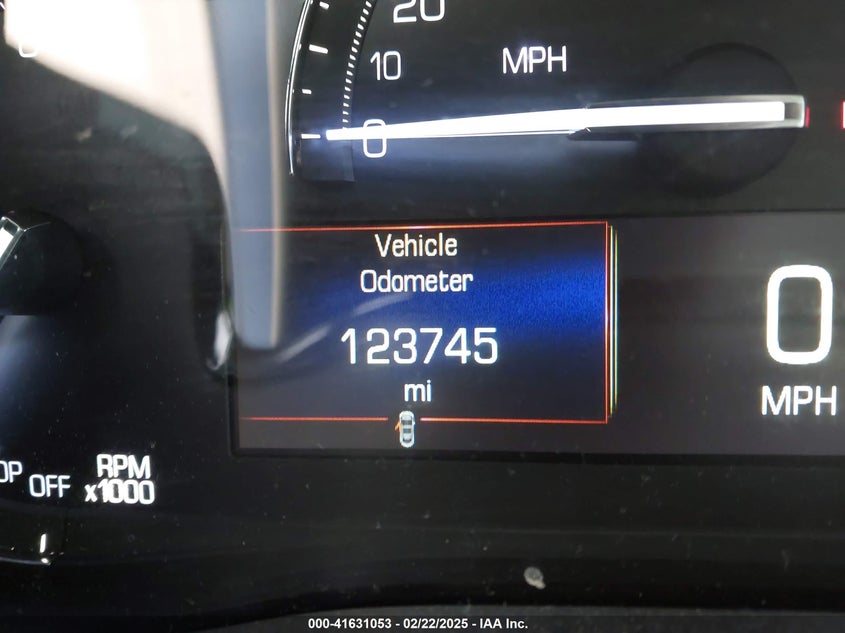 20
10
MPH
0
Vehicle
Odometer
123745
mi
0
MPH
OFF
RPM
x1000
000-41631053 - 02/22/2025 - IAA Inc.